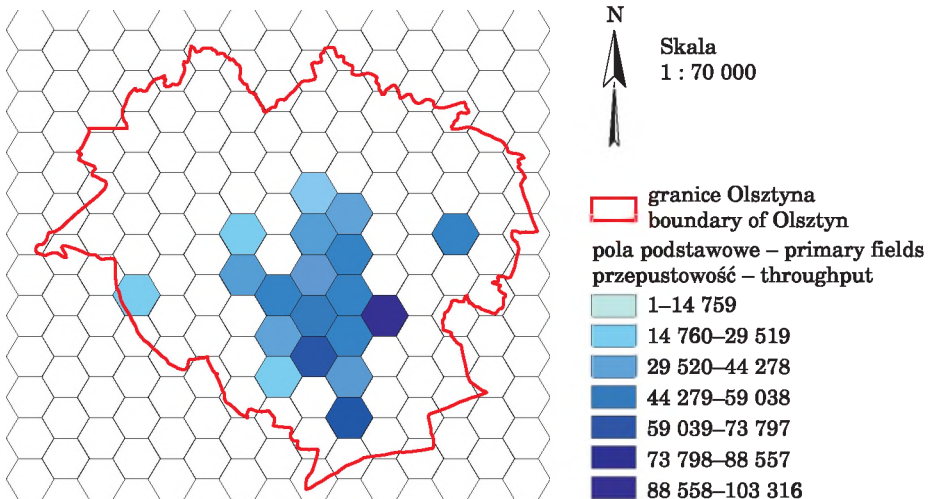 N
Skala
1 : 70 000
granice Olsztyna
boundary of Olsztyn
pola podstawowe – primary fields
przepustowość – throughput
1–14 759
14 760–29 519
29 520–44 278
44 279–59 038
59 039–73 797
73 798–88 557
88 558–103 316